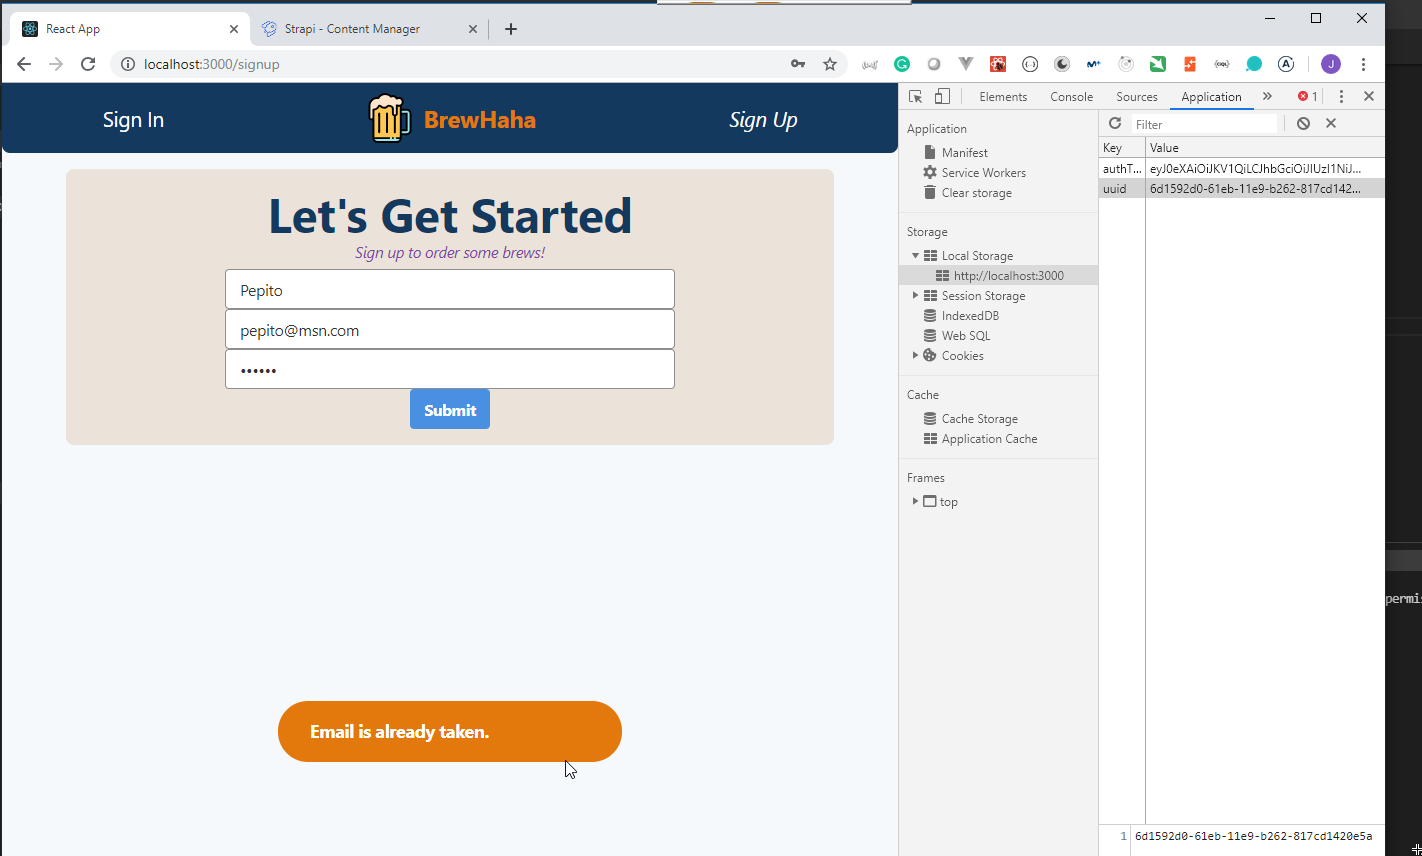 React App
Strapi - Content Manager
localhost:3000/signup
J
Sign In
BrewHaha
Sign Up
Let's Get Started
Sign up to order some brews!
Pepito
pepito@msn.com
••••••
Submit
Email is already taken.
Elements
Console
Sources
Application
1
Application
Manifest
Service Workers
Clear storage
Storage
Local Storage
http://localhost:3000
Session Storage
IndexedDB
Web SQL
Cookies
Cache
Cache Storage
Application Cache
Frames
top
Filter
Key Value
authT... eyJ0eXAiOiJKV1QiLCJhbGciOiJIUzI1NiJ...
uuid 6d1592d0-61eb-11e9-b262-817cd142...
1 6d1592d0-61eb-11e9-b262-817cd1420e5a
permis